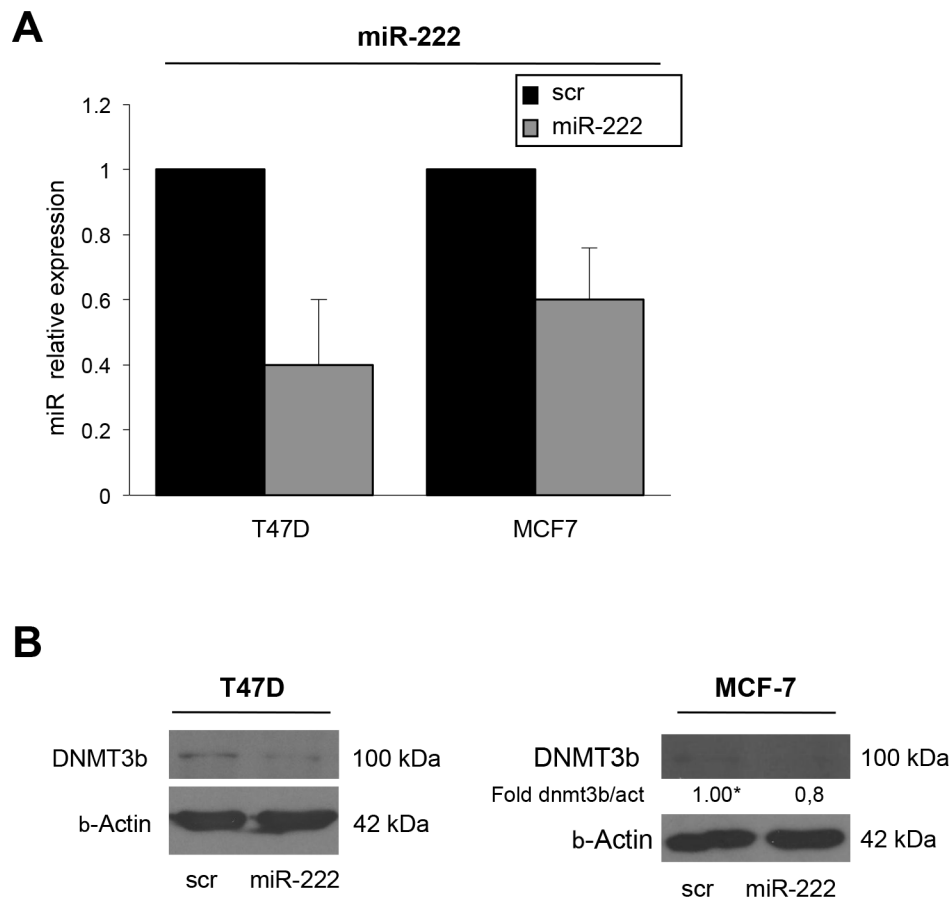 A
miR-222
scr
miR-222
miR relative expression
1.2
1
0.8
0.6
0.4
0.2
0
T47D MCF7
B
T47D MCF-7
DNMT3b 100 kDa DNMT3b 100 kDa
Fold dnmt3b/act 1.00* 0,8
b-Actin 42 kDa b-Actin 42 kDa
scr miR-222 scr miR-222